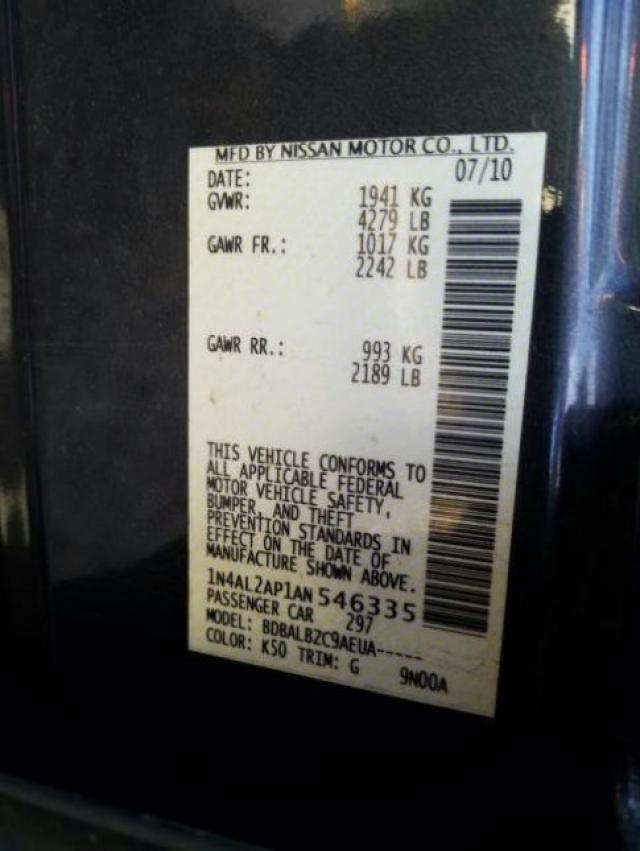 MFD BY NISSAN MOTOR CO., LTD.
DATE: 07/10
GVWR: 1941 KG
4279 LB
GAWR FR.: 1017 KG
2242 LB
GAWR RR.: 993 KG
2189 LB
THIS VEHICLE CONFORMS TO
ALL APPLICABLE FEDERAL
MOTOR VEHICLE SAFETY,
BUMPER, AND THEFT
PREVENTION STANDARDS IN
EFFECT ON THE DATE OF
MANUFACTURE SHOWN ABOVE.
1N4AL2AP1AN 546335
PASSENGER CAR 297
MODEL: BDBALBZC9AEUA-----
COLOR: K50 TRIM: G 9N00A